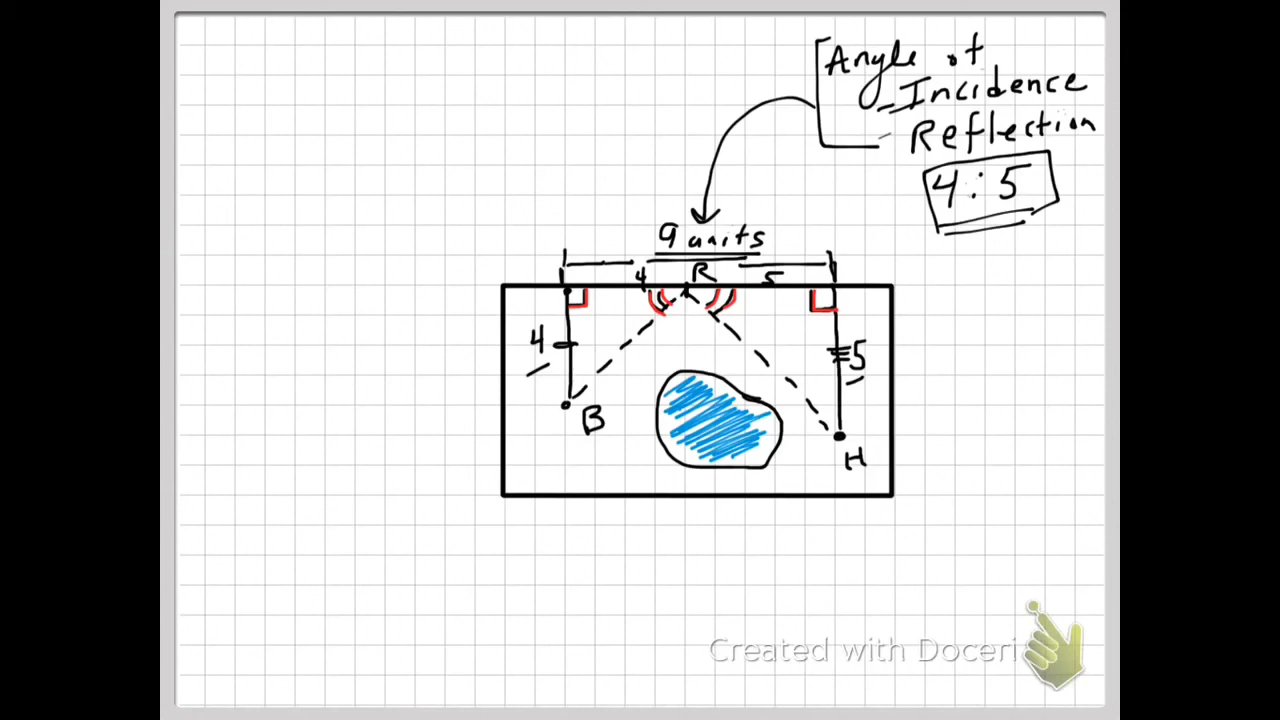 Angle of
Incidence
Reflection
4:5
9 units
4 R 5
4
5
B
H
Created with Doceri